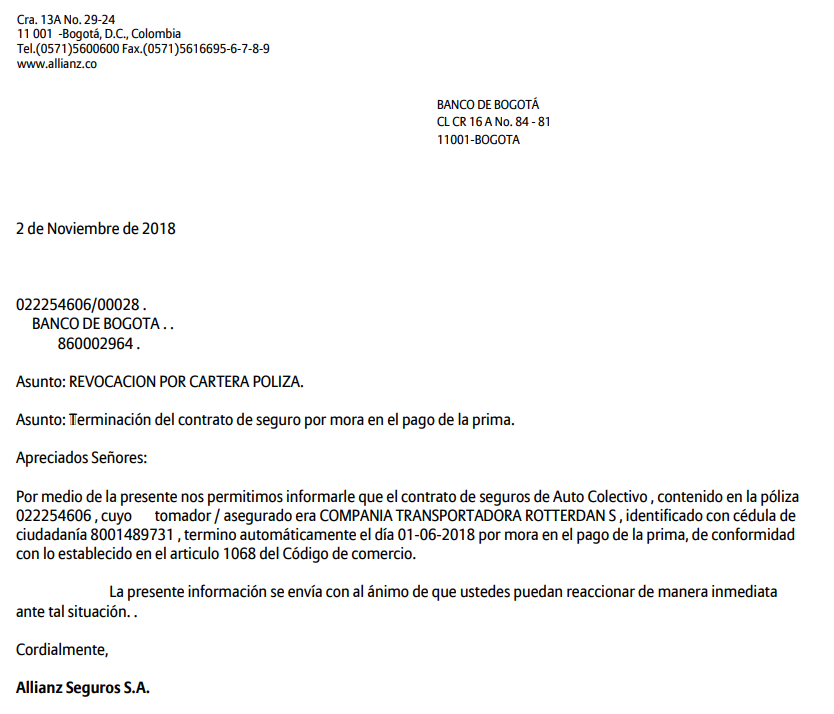 Cra. 13A No. 29-24
11 001 -Bogotá, D.C., Colombia
Tel.(0571)5600600 Fax.(0571)5616695-6-7-8-9
www.allianz.co
BANCO DE BOGOTÁ
CL CR 16 A No. 84 - 81
11001-BOGOTA
2 de Noviembre de 2018
022254606/00028 .
BANCO DE BOGOTA . .
860002964 .
Asunto: REVOCACION POR CARTERA POLIZA.
Asunto: Terminación del contrato de seguro por mora en el pago de la prima.
Apreciados Señores:
Por medio de la presente nos permitimos informarle que el contrato de seguros de Auto Colectivo , contenido en la póliza
022254606 , cuyo tomador / asegurado era COMPANIA TRANSPORTADORA ROTTERDAN S , identificado con cédula de
ciudadanía 8001489731 , termino automáticamente el día 01-06-2018 por mora en el pago de la prima, de conformidad
con lo establecido en el articulo 1068 del Código de comercio.
La presente información se envía con al ánimo de que ustedes puedan reaccionar de manera inmediata
ante tal situación. .
Cordialmente,
Allianz Seguros S.A.